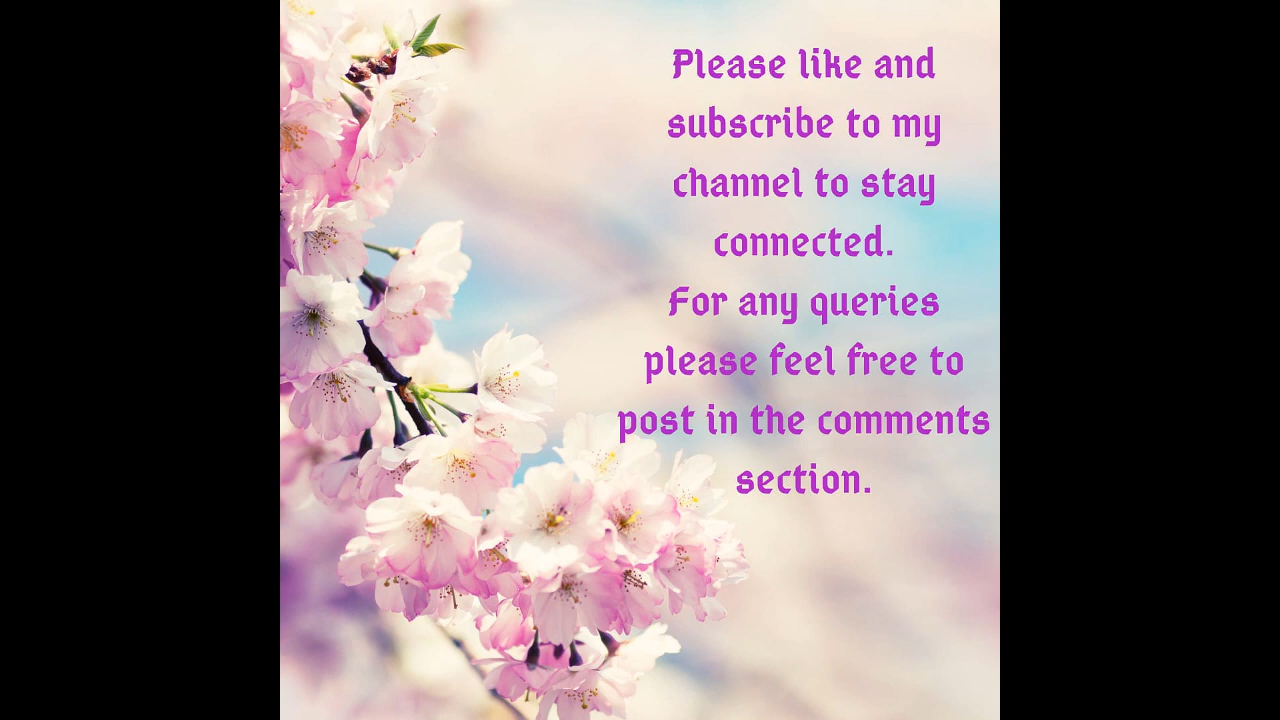 Please like and
subscribe to my
channel to stay
connected.
For any queries
please feel free to
post in the comments
section.